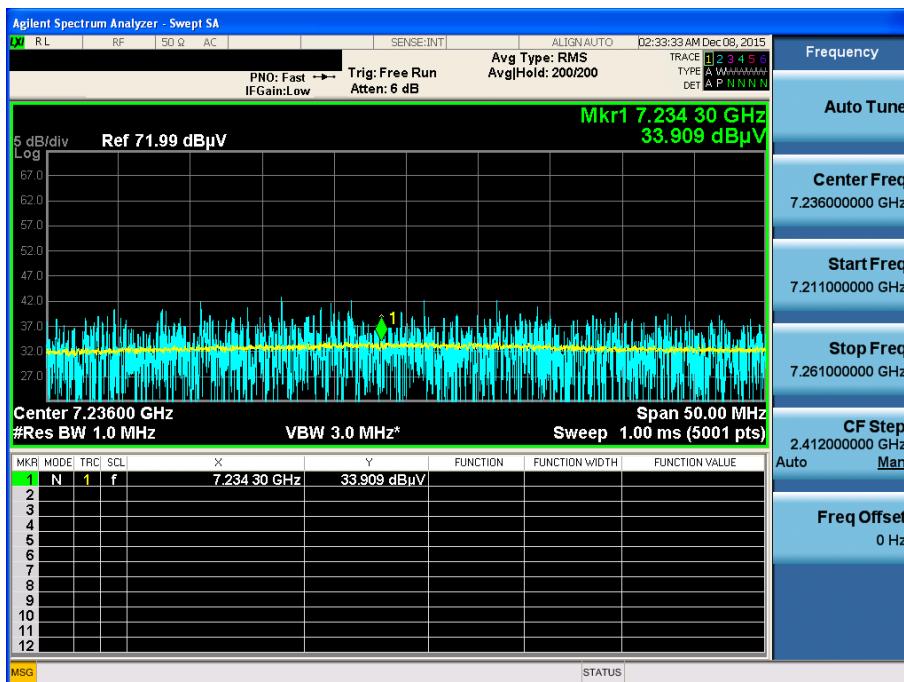 Agilent Spectrum Analyzer - Swept SA
LXI RL RF 50 Ω AC SENSE:INT ALIGN AUTO 02:33:33 AM Dec 08, 2015
PNO: Fast Trig: Free Run Avg Type: RMS TRACE 1 2 3 4 5 6
IFGain:Low Atten: 6 dB Avg|Hold: 200/200 TYPE A WWWWW
DET A P N N N N
Frequency
Auto Tune
Center Freq
7.236000000 GHz
Start Freq
7.211000000 GHz
Stop Freq
7.261000000 GHz
CF Step
2.412000000 GHz
Auto Man
Freq Offset
0 Hz
Mkr1 7.234 30 GHz
33.909 dBµV
5 dB/div Ref 71.99 dBµV
Log
67.0
62.0
57.0
52.0
47.0
42.0
37.0
32.0
27.0
1
Center 7.23600 GHz Span 50.00 MHz
#Res BW 1.0 MHz VBW 3.0 MHz* Sweep 1.00 ms (5001 pts)
MKR MODE TRC SCL X Y FUNCTION FUNCTION WIDTH FUNCTION VALUE
1 N 1 f 7.234 30 GHz 33.909 dBµV
2
3
4
5
6
7
8
9
10
11
12
MSG STATUS